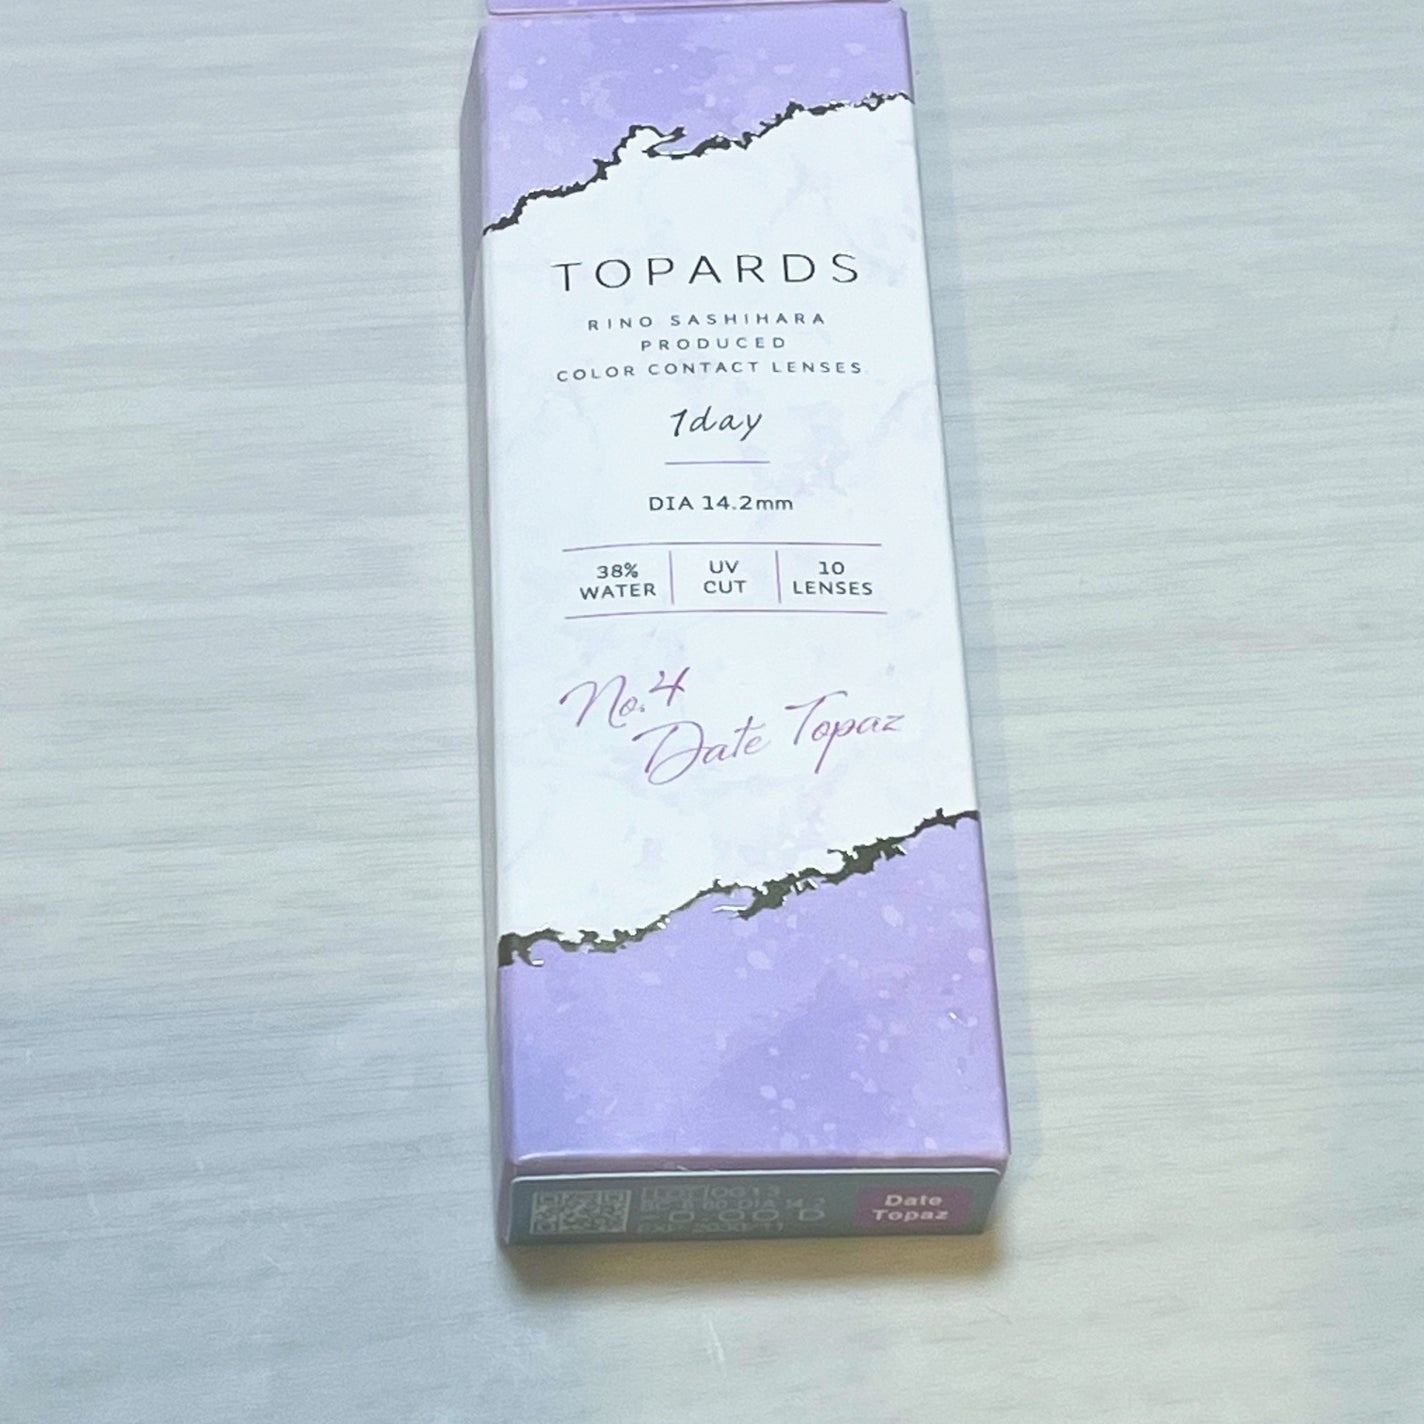 TOPARDS
RINO SASHIHARA
PRODUCED
COLOR CONTACT LENSES
1day
DIA 14.2mm
38% WATER
UV CUT
10 LENSES
No.4
Date Topaz
Date
Topaz